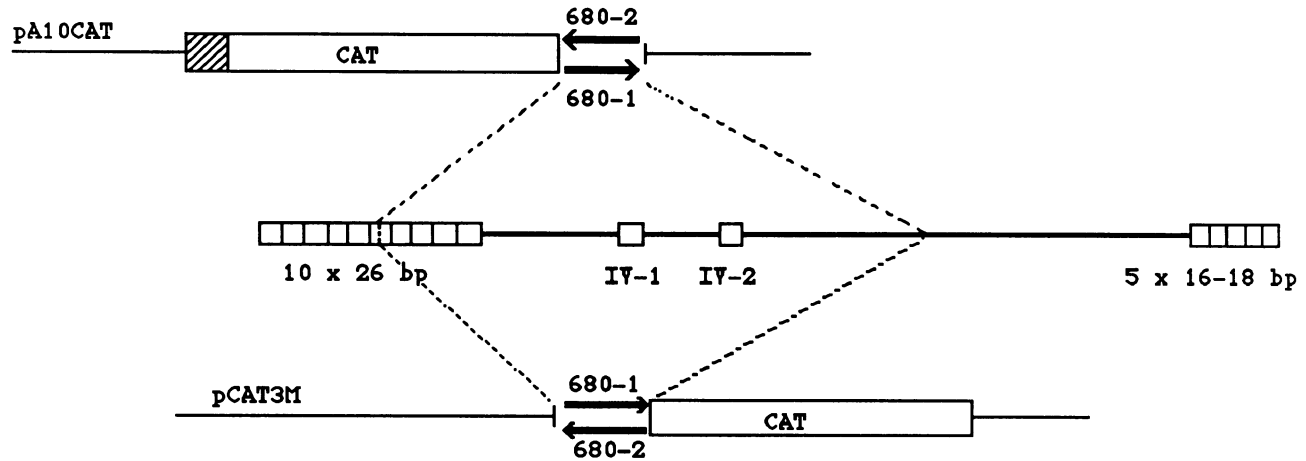 680-2
pA10CAT
CAT
680-1
10 x 26 bp
IV-1
IV-2
5 x 16-18 bp
680-1
pCAT3M
CAT
680-2